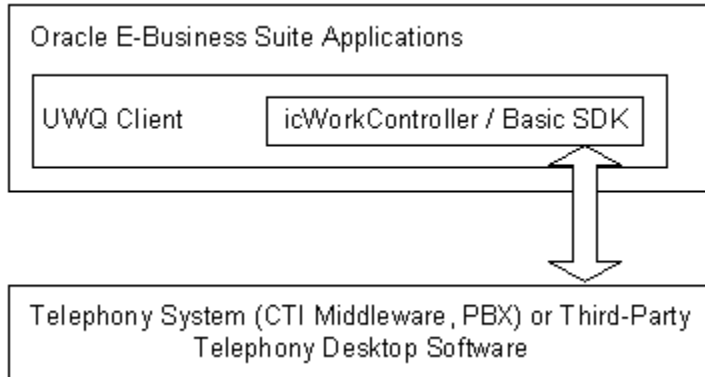 Oracle E-Business Suite Applications
UWQ Client
icWorkController / Basic SDK
Telephony System (CTI Middleware, PBX) or Third-Party
Telephony Desktop Software